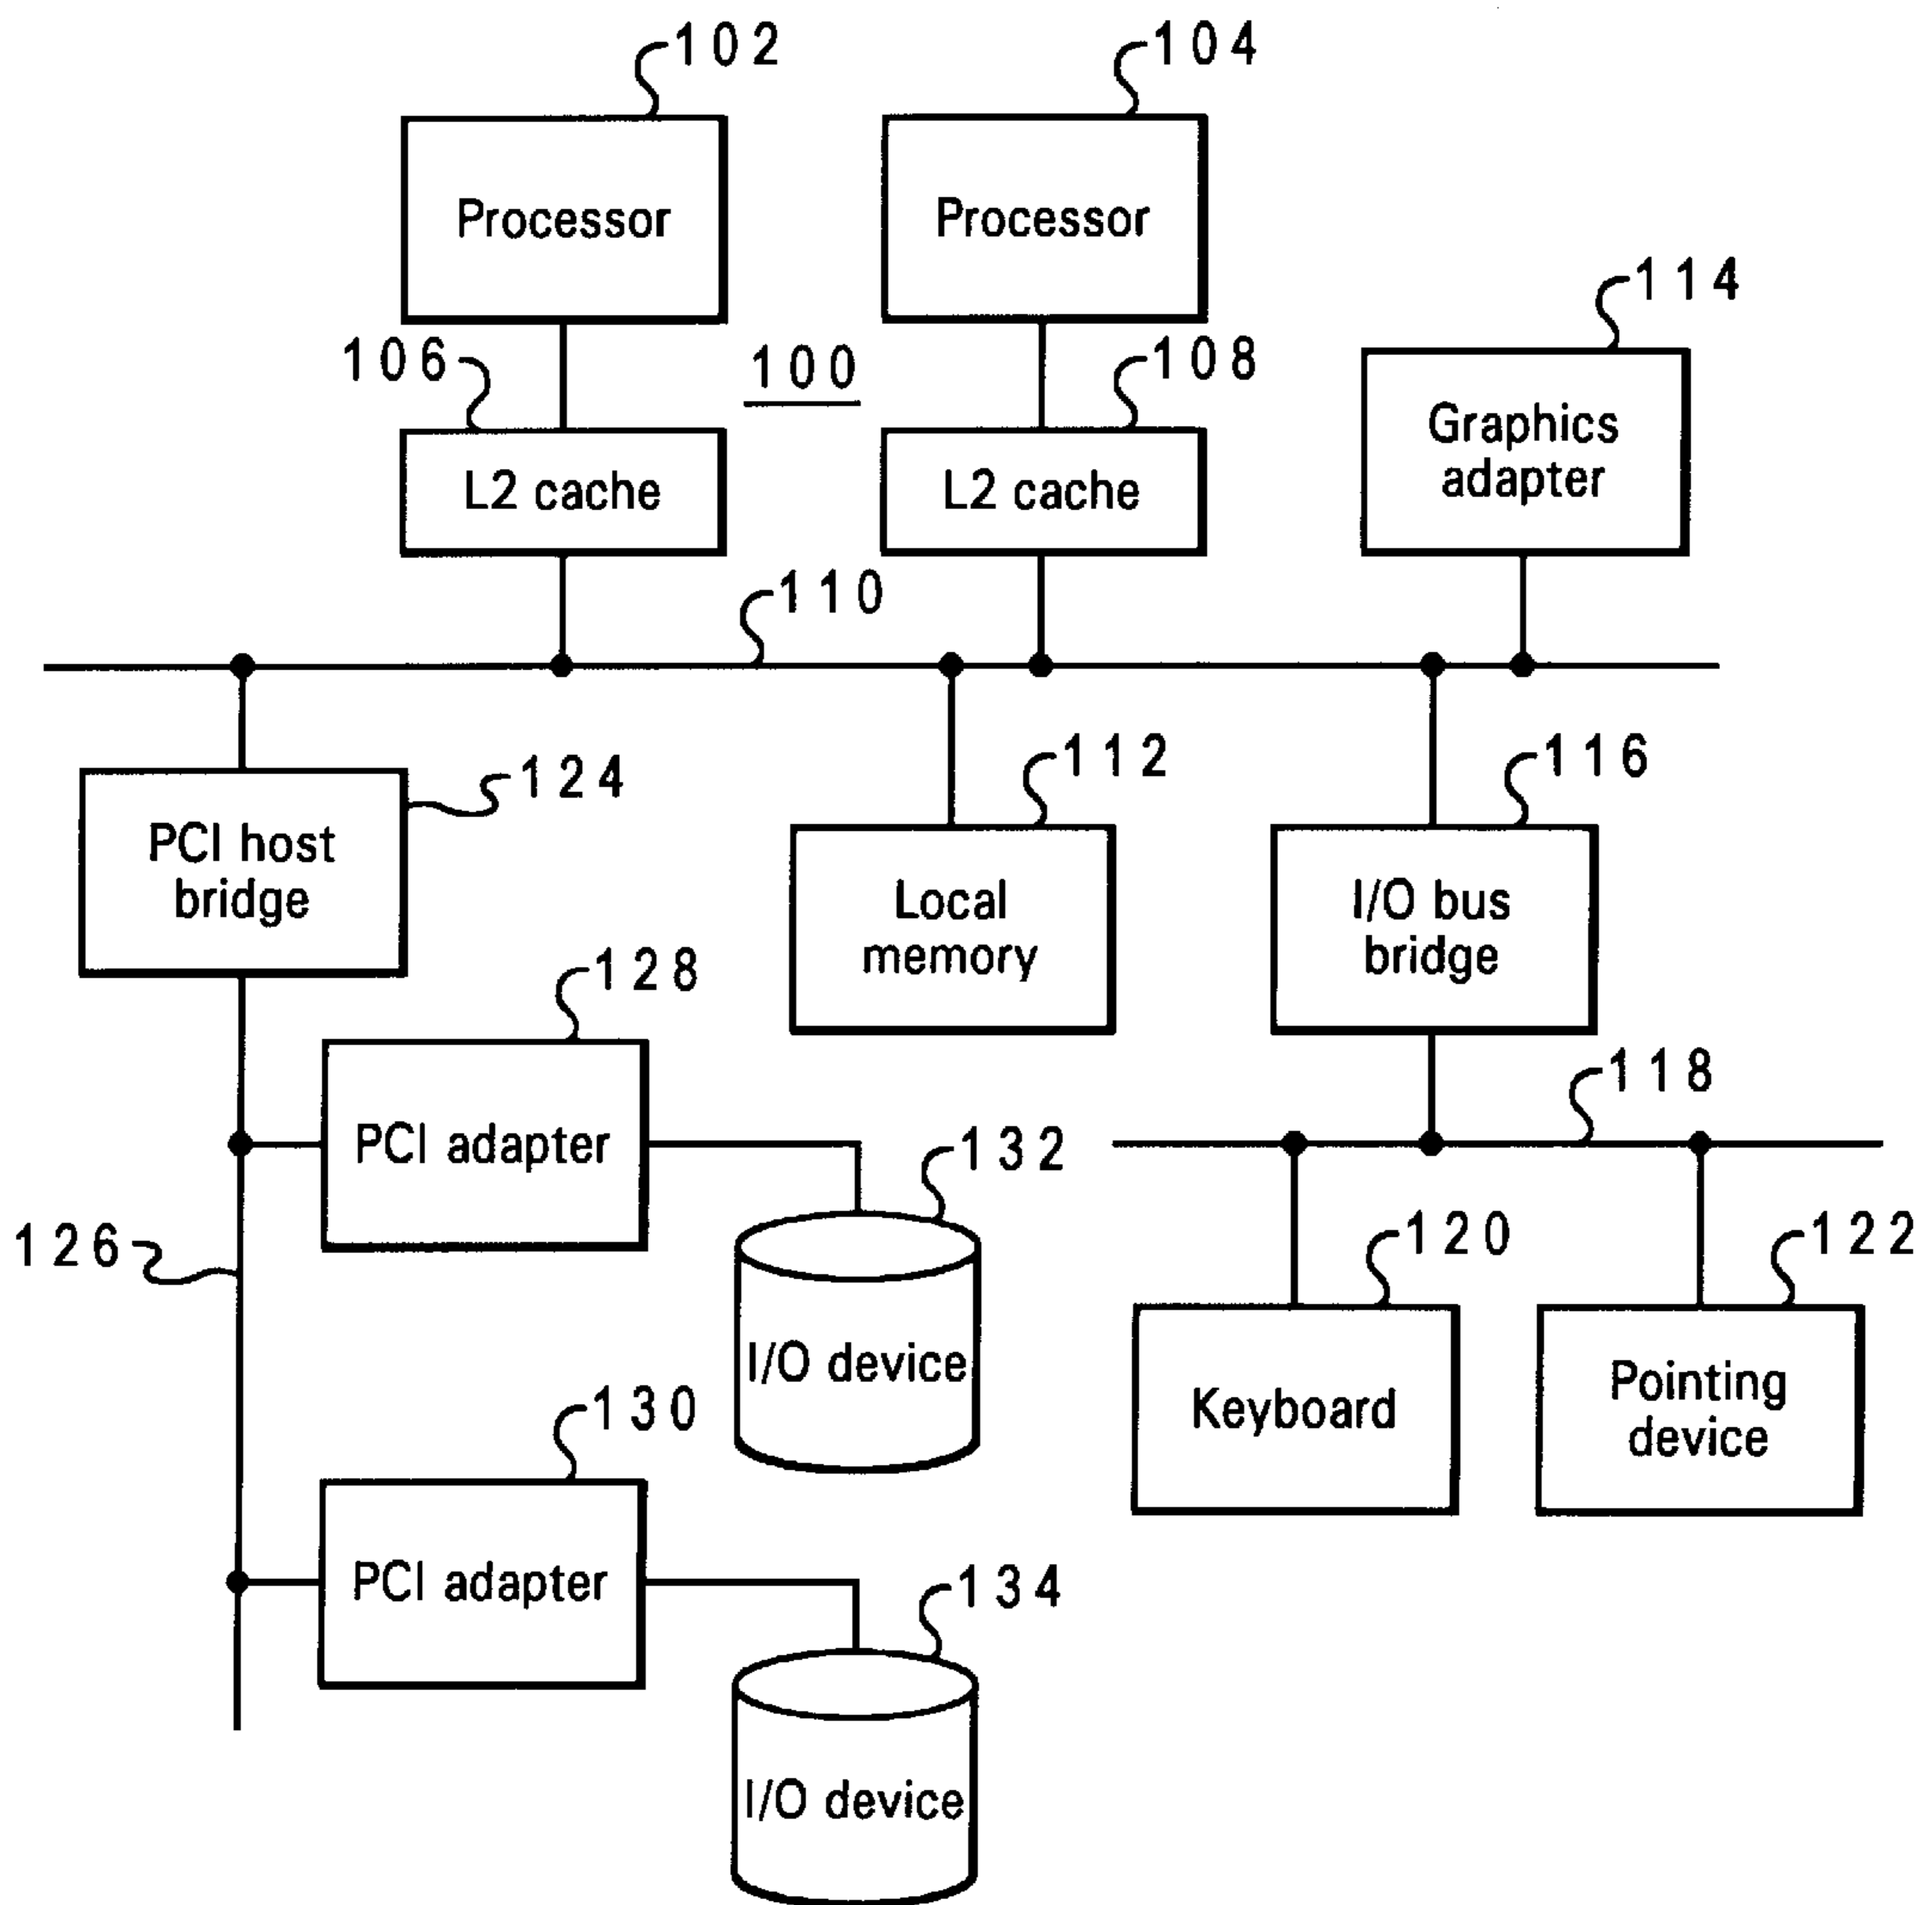 102
104
Processor
Processor
114
106
100
108
Graphics
adapter
L2 cache
L2 cache
110
124
112
116
PCI host
bridge
Local
memory
I/O bus
bridge
128
118
PCI adapter
132
126
120
122
I/O device
Keyboard
Pointing
device
130
PCI adapter
134
I/O device